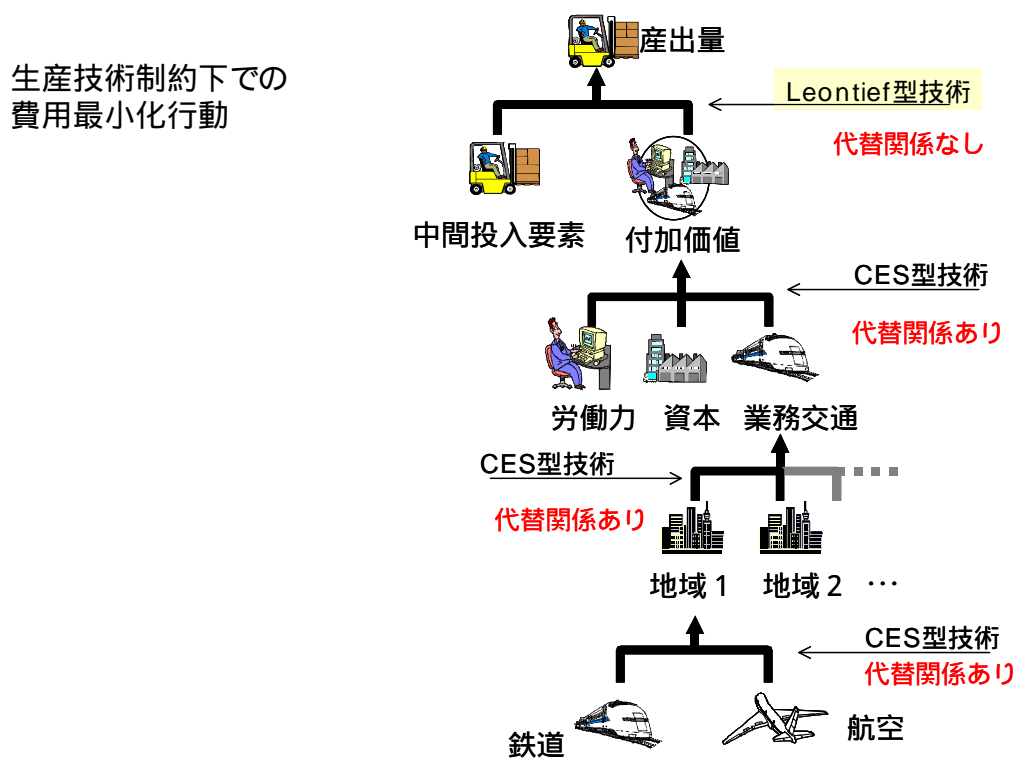 産出量
生産技術制約下での
費用最小化行動
Leontief型技術
代替関係なし
中間投入要素
付加価値
CES型技術
代替関係あり
労働力
資本
業務交通
CES型技術
代替関係あり
地域1
地域2
…
CES型技術
代替関係あり
鉄道
航空